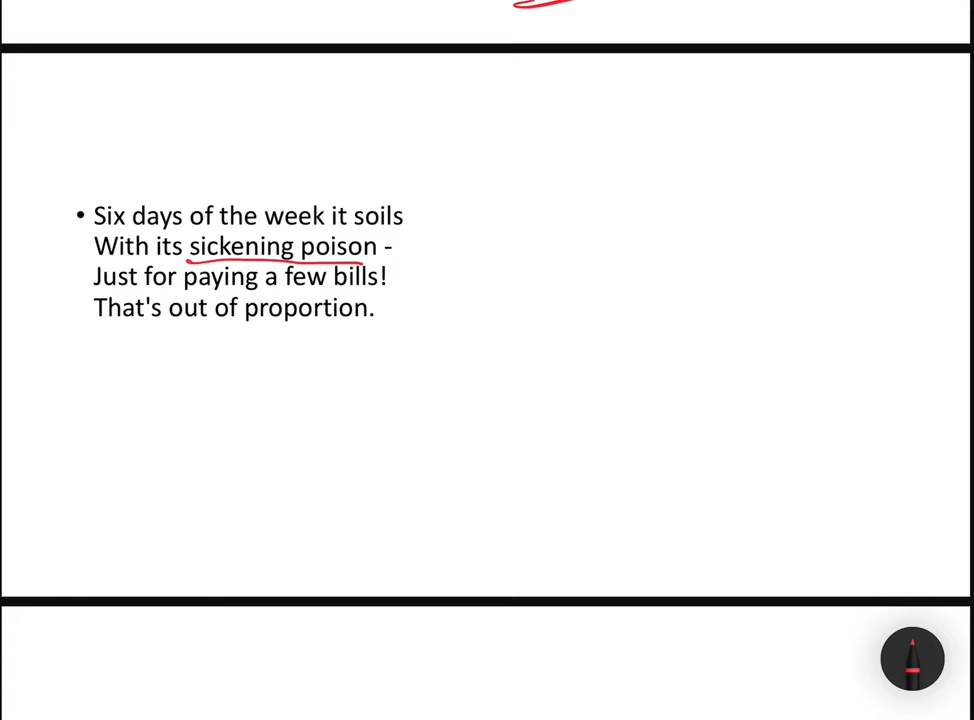 • Six days of the week it soils
With its sickening poison -
Just for paying a few bills!
That's out of proportion.